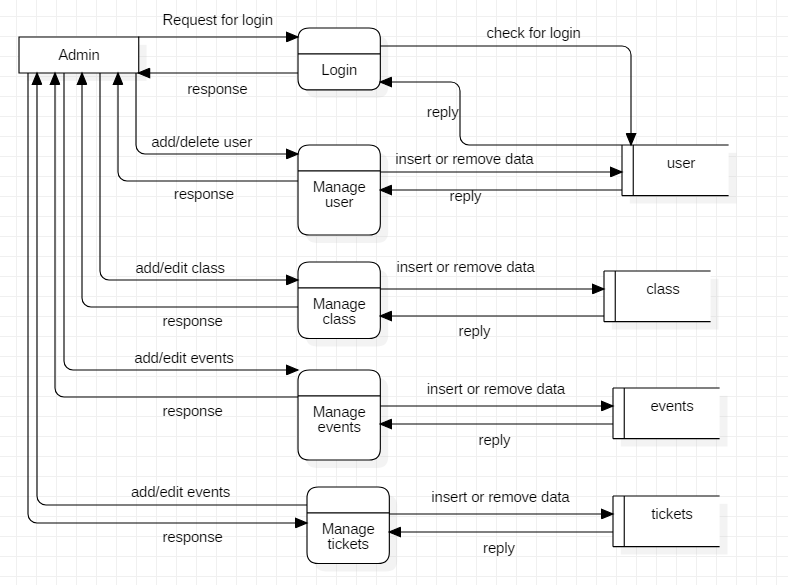 Request for login
check for login
Admin
Login
response
reply
add/delete user
insert or remove data
user
Manage
user
response
reply
add/edit class
insert or remove data
class
Manage
class
response
reply
add/edit events
insert or remove data
events
Manage
events
response
reply
add/edit events
insert or remove data
tickets
Manage
tickets
response
reply